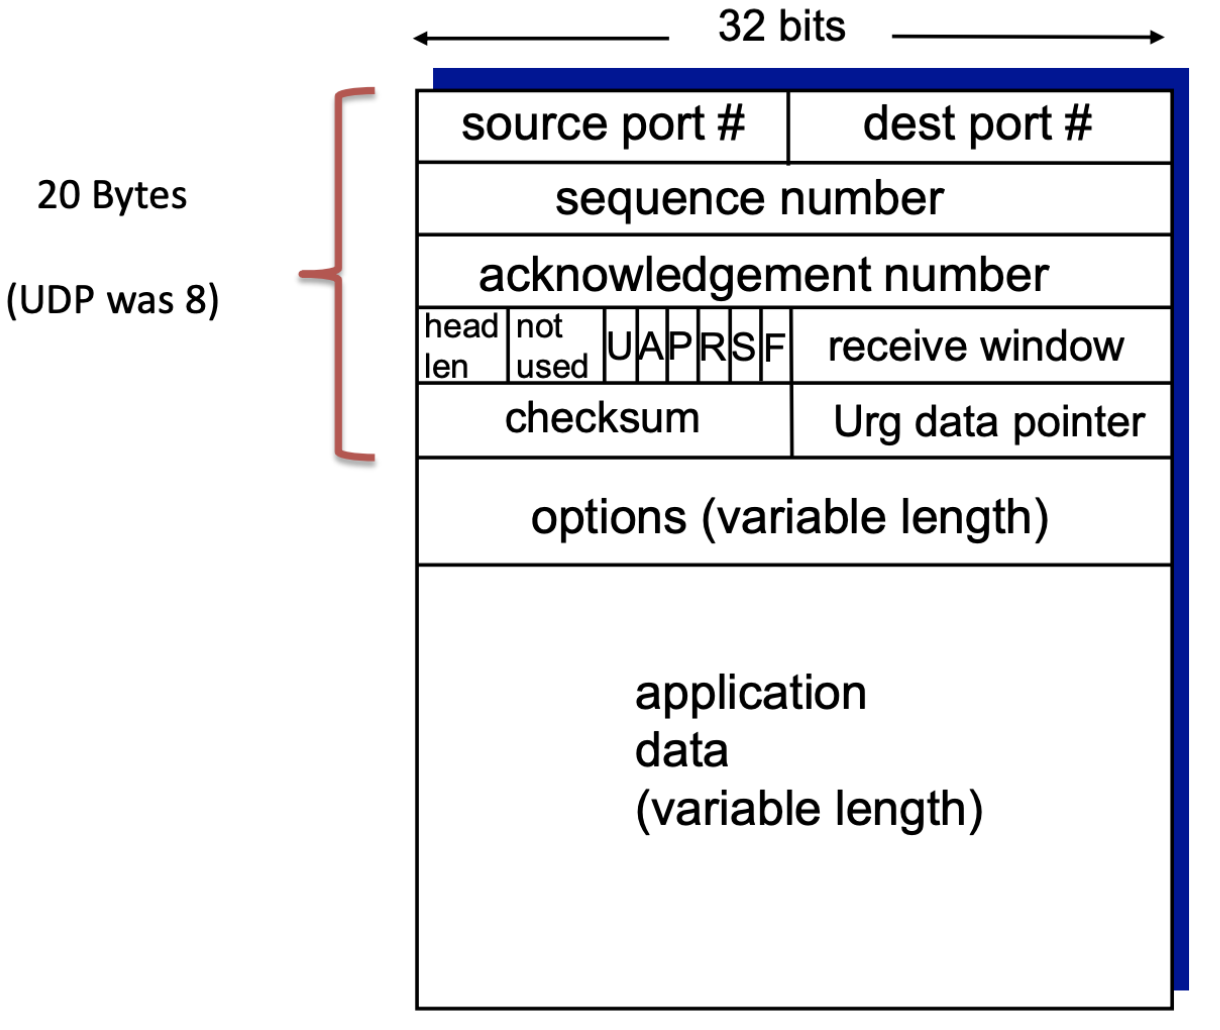 32 bits
source port #
dest port #
20 Bytes
(UDP was 8)
sequence number
acknowledgement number
head
len
not
used
U
A
P
R
S
F
receive window
checksum
Urg data pointer
options (variable length)
application
data
(variable length)